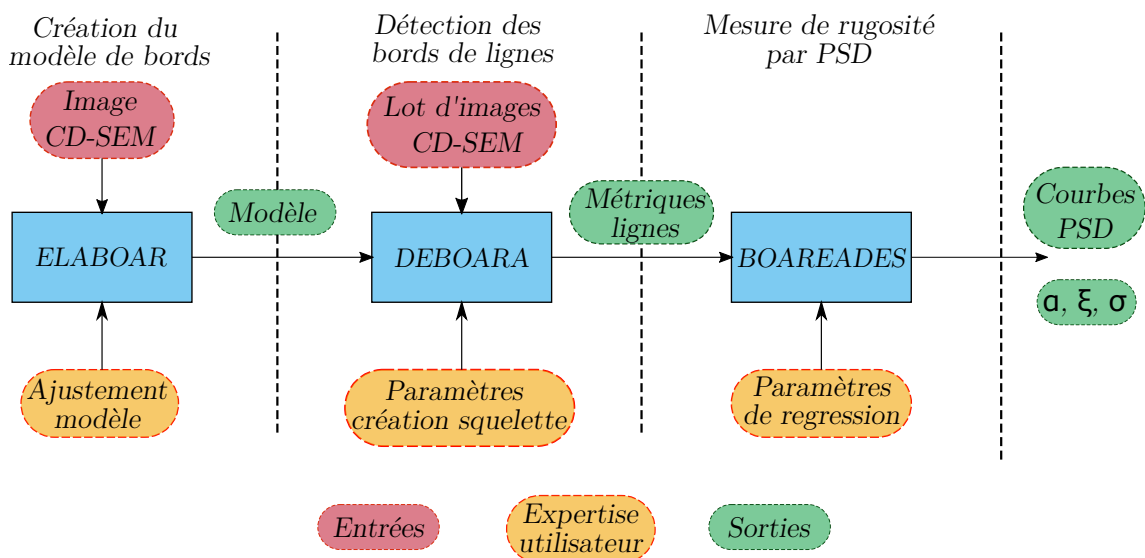 Création du
modèle de bords
Détection des
bords de lignes
Mesure de rugosité
par PSD
Image
CD-SEM
Lot d'images
CD-SEM
Modèle
Métriques
lignes
Courbes
PSD
ELABOAR
DEBOARA
BOAREADES
α, ξ, σ
Ajustement
modèle
Paramètres
création squelette
Paramètres
de regression
Entrées
Expertise
utilisateur
Sorties